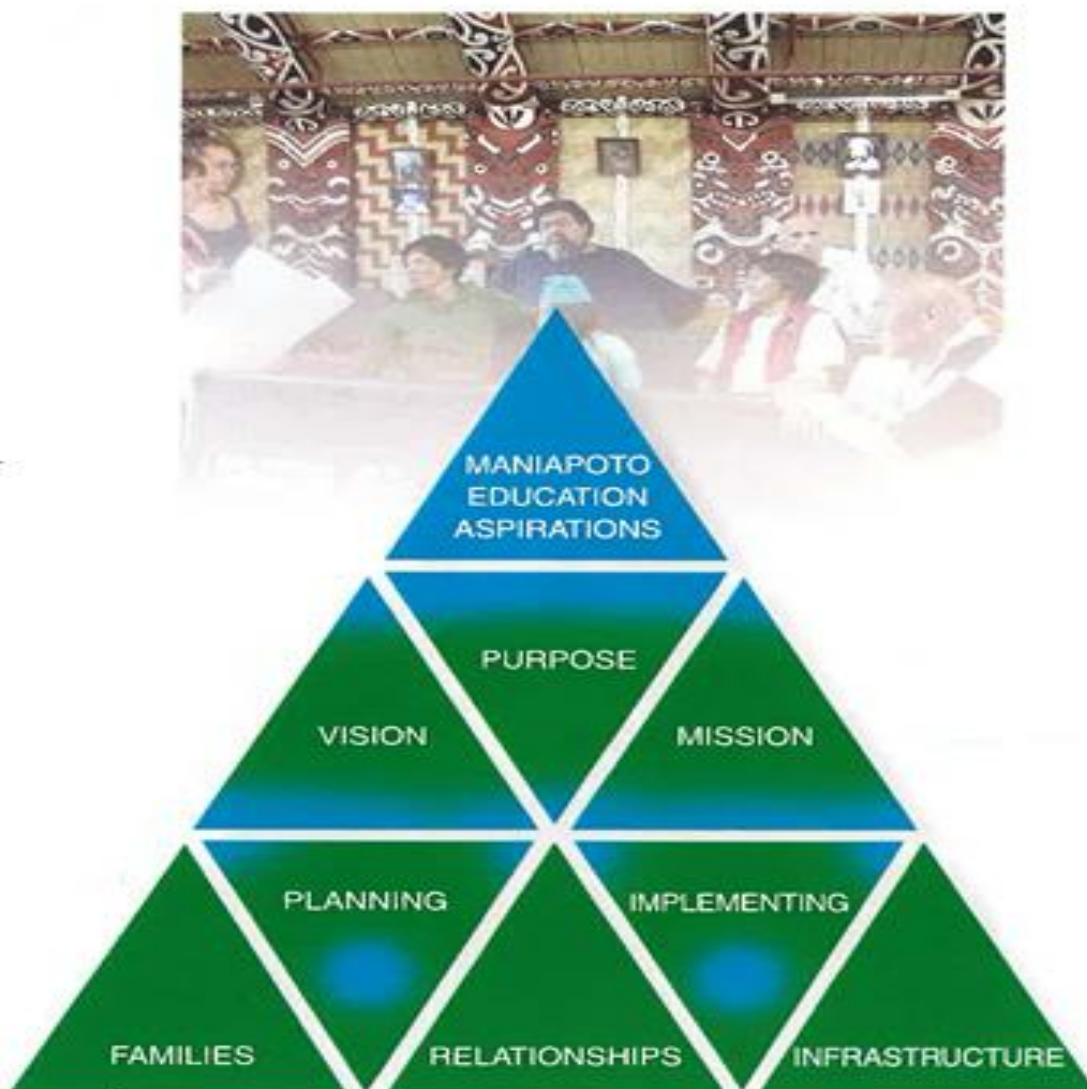 MANIAPOTO
EDUCATION
ASPIRATIONS
PURPOSE
VISION
MISSION
PLANNING
IMPLEMENTING
FAMILIES
RELATIONSHIPS
INFRASTRUCTURE